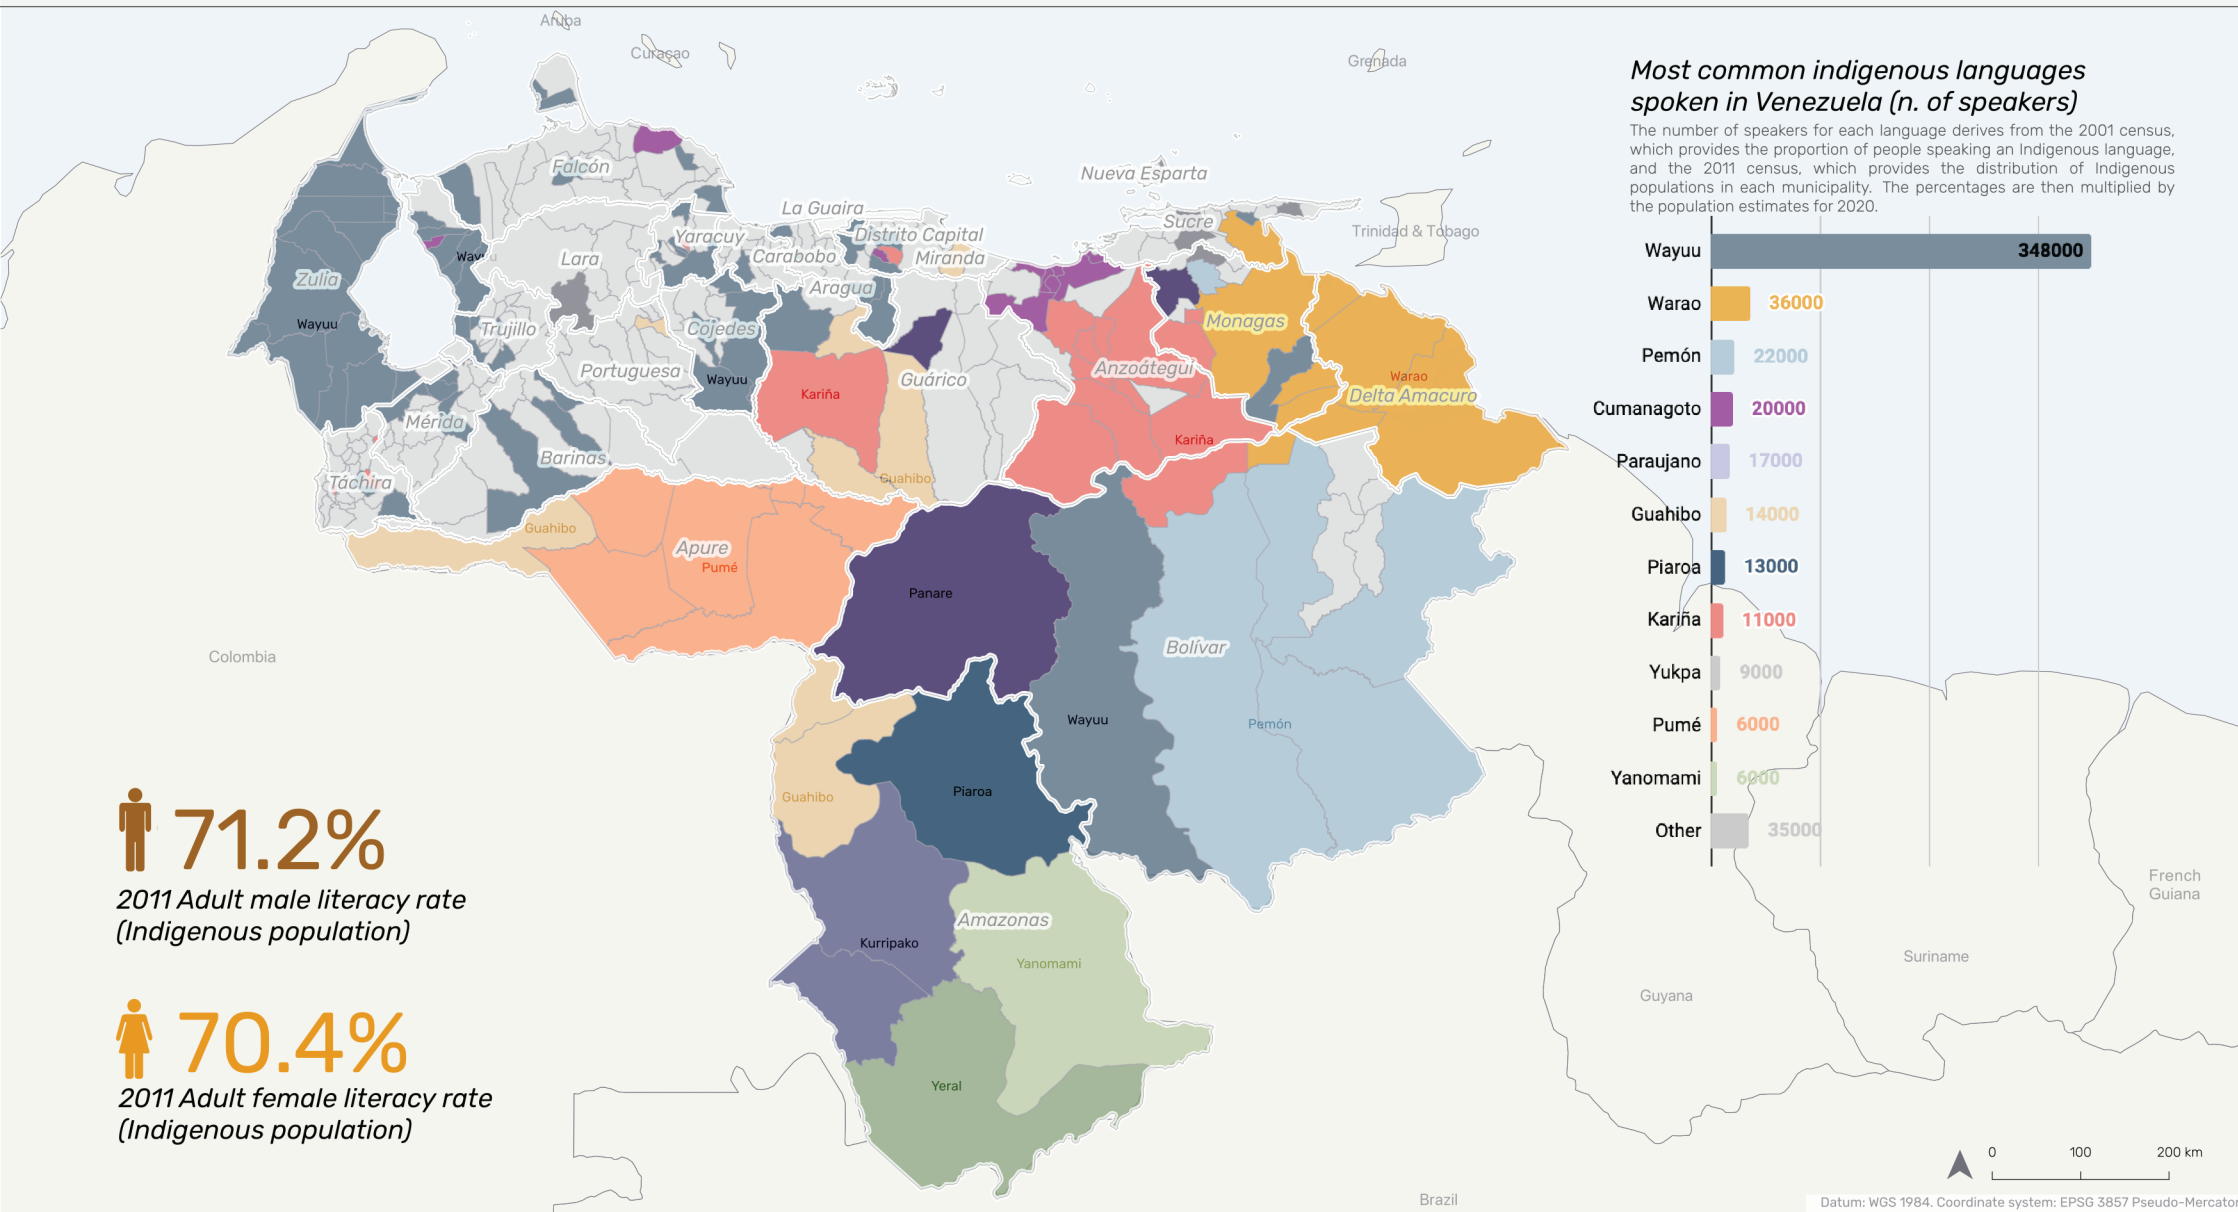 Aruba
Curaçao
Grenada
Most common indigenous languages
spoken in Venezuela (n. of speakers)
The number of speakers for each language derives from the 2001 census,
which provides the proportion of people speaking an Indigenous language,
and the 2011 census, which provides the distribution of Indigenous
populations in each municipality. The percentages are then multiplied by
the population estimates for 2020.
Wayuu 348000
Warao 36000
Pemón 22000
Cumanagoto 20000
Paraujano 17000
Guahibo 14000
Piaroa 13000
Kariña 11000
Yukpa 9000
Pumé 6000
Yanomami 6000
Other 35000
Falcón
Nueva Esparta
La Guaira
Sucre
Trinidad & Tobago
Yaracuy
Distrito Capital
Carabobo
Miranda
Lara
Wayuu
Zulia
Aragua
Wayuu
Trujillo
Cojedes
Monagas
Portuguesa
Wayuu
Guárico
Anzoátegui
Warao
Delta Amacuro
Kariña
Mérida
Kariña
Barinas
Táchira
Guahibo
Guahibo
Apure
Pumé
Panare
Colombia
Bolívar
Wayuu
Pemón
Piaroa
Guahibo
71.2%
2011 Adult male literacy rate
(Indigenous population)
Amazonas
Kurripako
Yanomami
70.4%
2011 Adult female literacy rate
(Indigenous population)
Yeral
French
Guiana
Suriname
Guyana
Brazil
0 100 200 km
Datum: WGS 1984. Coordinate system: EPSG 3857 Pseudo-Mercator